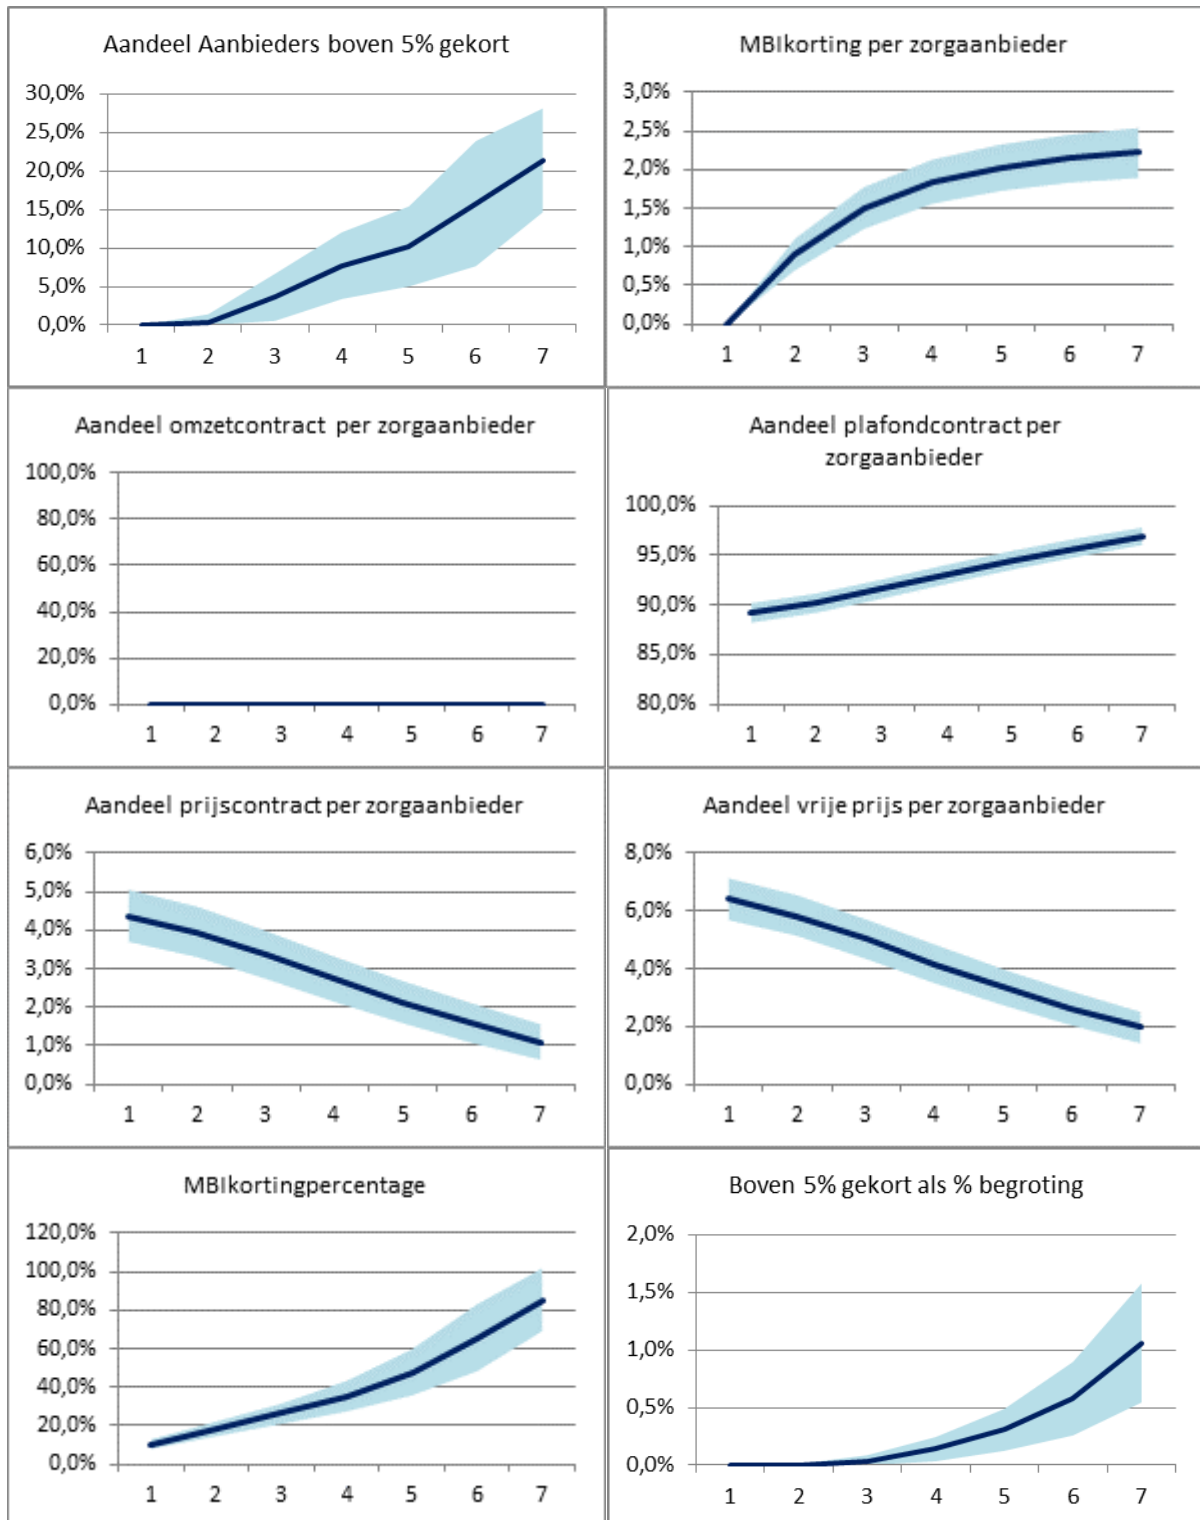 Aandeel Aanbieders boven 5% gekort
30,0%
25,0%
20,0%
15,0%
10,0%
5,0%
0,0%
1 2 3 4 5 6 7
MBIkorting per zorgaanbieder
3,0%
2,5%
2,0%
1,5%
1,0%
0,5%
0,0%
1 2 3 4 5 6 7
Aandeel omzetcontract per zorgaanbieder
100,0%
80,0%
60,0%
40,0%
20,0%
0,0%
1 2 3 4 5 6 7
Aandeel plafondcontract per
zorgaanbieder
100,0%
95,0%
90,0%
85,0%
80,0%
1 2 3 4 5 6 7
Aandeel prijscontract per zorgaanbieder
6,0%
5,0%
4,0%
3,0%
2,0%
1,0%
0,0%
1 2 3 4 5 6 7
Aandeel vrije prijs per zorgaanbieder
8,0%
6,0%
4,0%
2,0%
0,0%
1 2 3 4 5 6 7
MBIkortingpercentage
120,0%
100,0%
80,0%
60,0%
40,0%
20,0%
0,0%
1 2 3 4 5 6 7
Boven 5% gekort als % begroting
2,0%
1,5%
1,0%
0,5%
0,0%
1 2 3 4 5 6 7